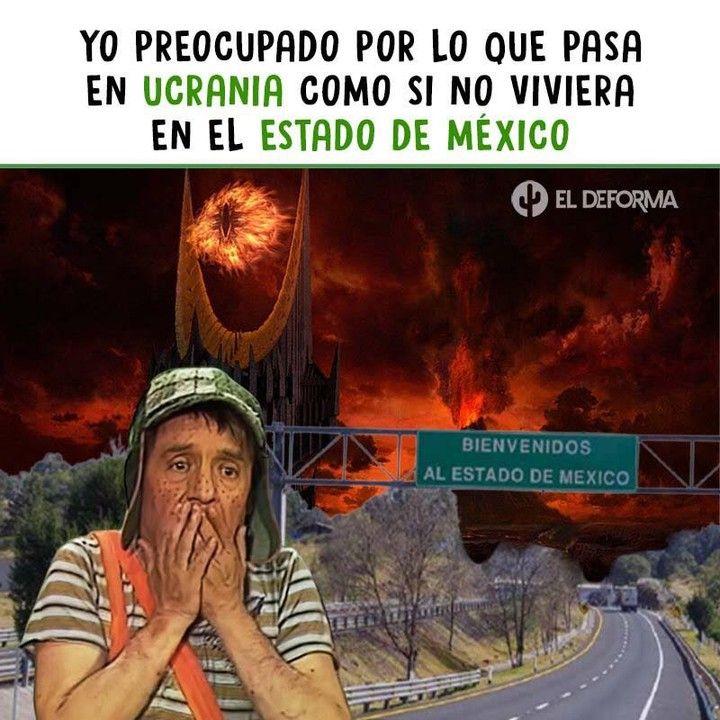 YO PREOCUPADO POR LO QUE PASA
EN UCRANIA COMO SI NO VIVIERA
EN EL ESTADO DE MÉXICO
EL DEFORMA
BIENVENIDOS
AL ESTADO DE MEXICO